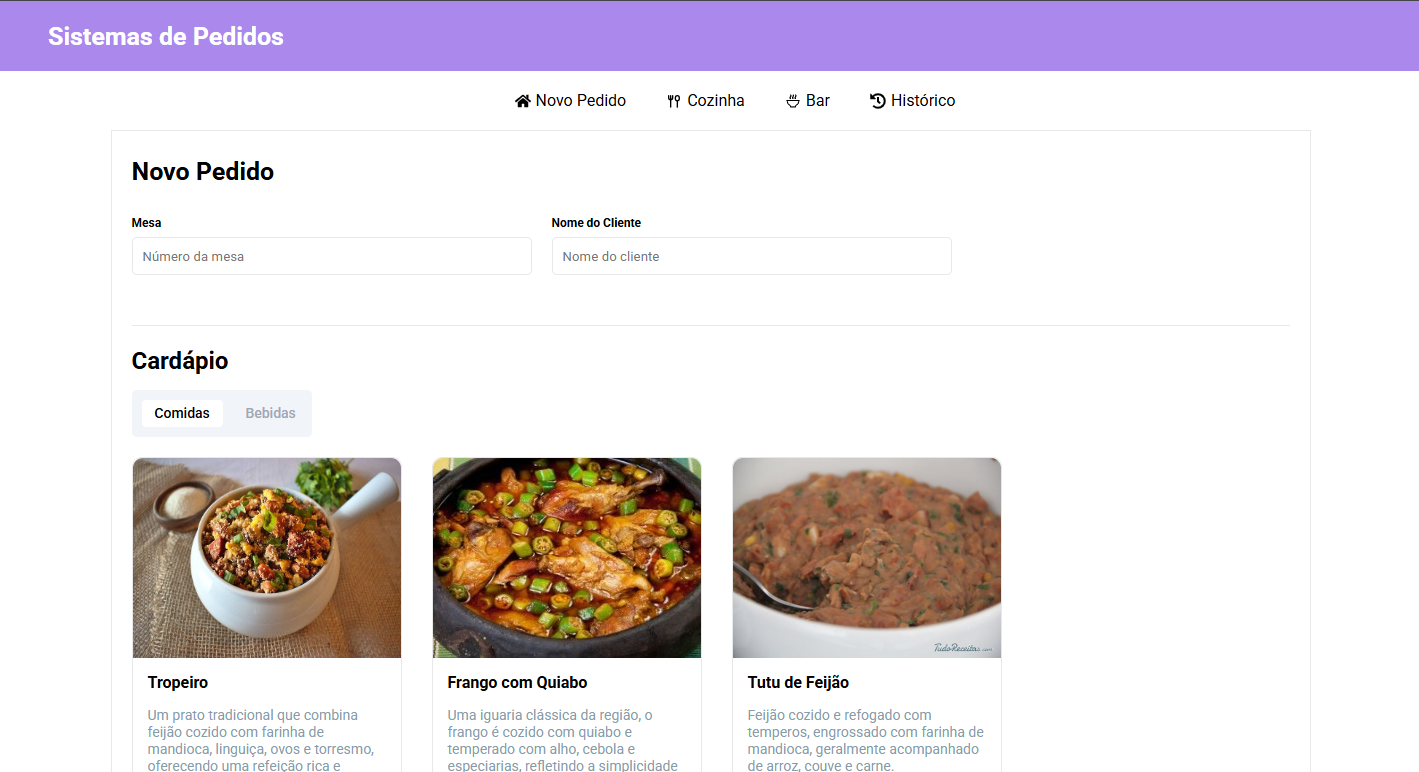 Sistemas de Pedidos
Novo Pedido
Cozinha
Bar
Histórico
Novo Pedido
Mesa
Nome do Cliente
Número da mesa
Nome do cliente
Cardápio
Comidas
Bebidas
TudoReceitas.com
Tropeiro
Um prato tradicional que combina
feijão cozido com farinha de
mandioca, linguiça, ovos e torresmo,
oferecendo uma refeição rica e
Frango com Quiabo
Uma iguaria clássica da região, o
frango é cozido com quiabo e
temperado com alho, cebola e
especiarias, refletindo a simplicidade
Tutu de Feijão
Feijão cozido e refogado com
temperos, engrossado com farinha de
mandioca, geralmente acompanhado
de arroz, couve e carne.